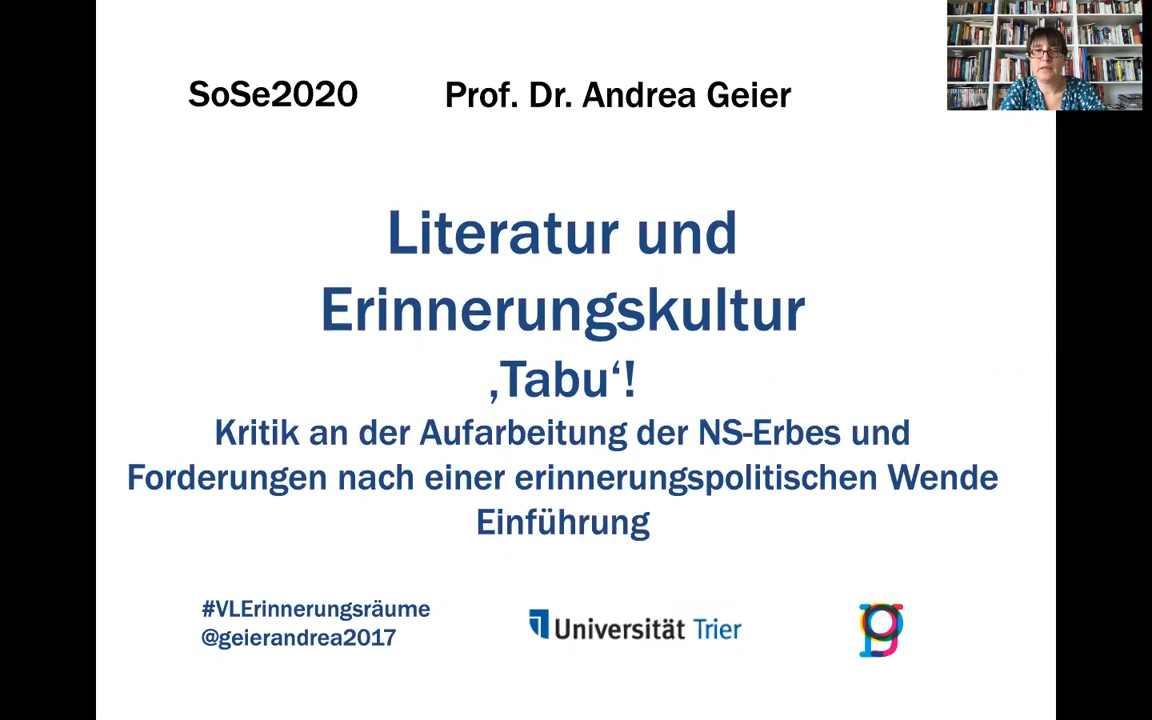 SoSe2020 Prof. Dr. Andrea Geier
Literatur und
Erinnerungskultur
‚Tabu‘!
Kritik an der Aufarbeitung der NS-Erbes und
Forderungen nach einer erinnerungspolitischen Wende
Einführung
#VLErinnerungsräume
@geierandrea2017
Universität Trier